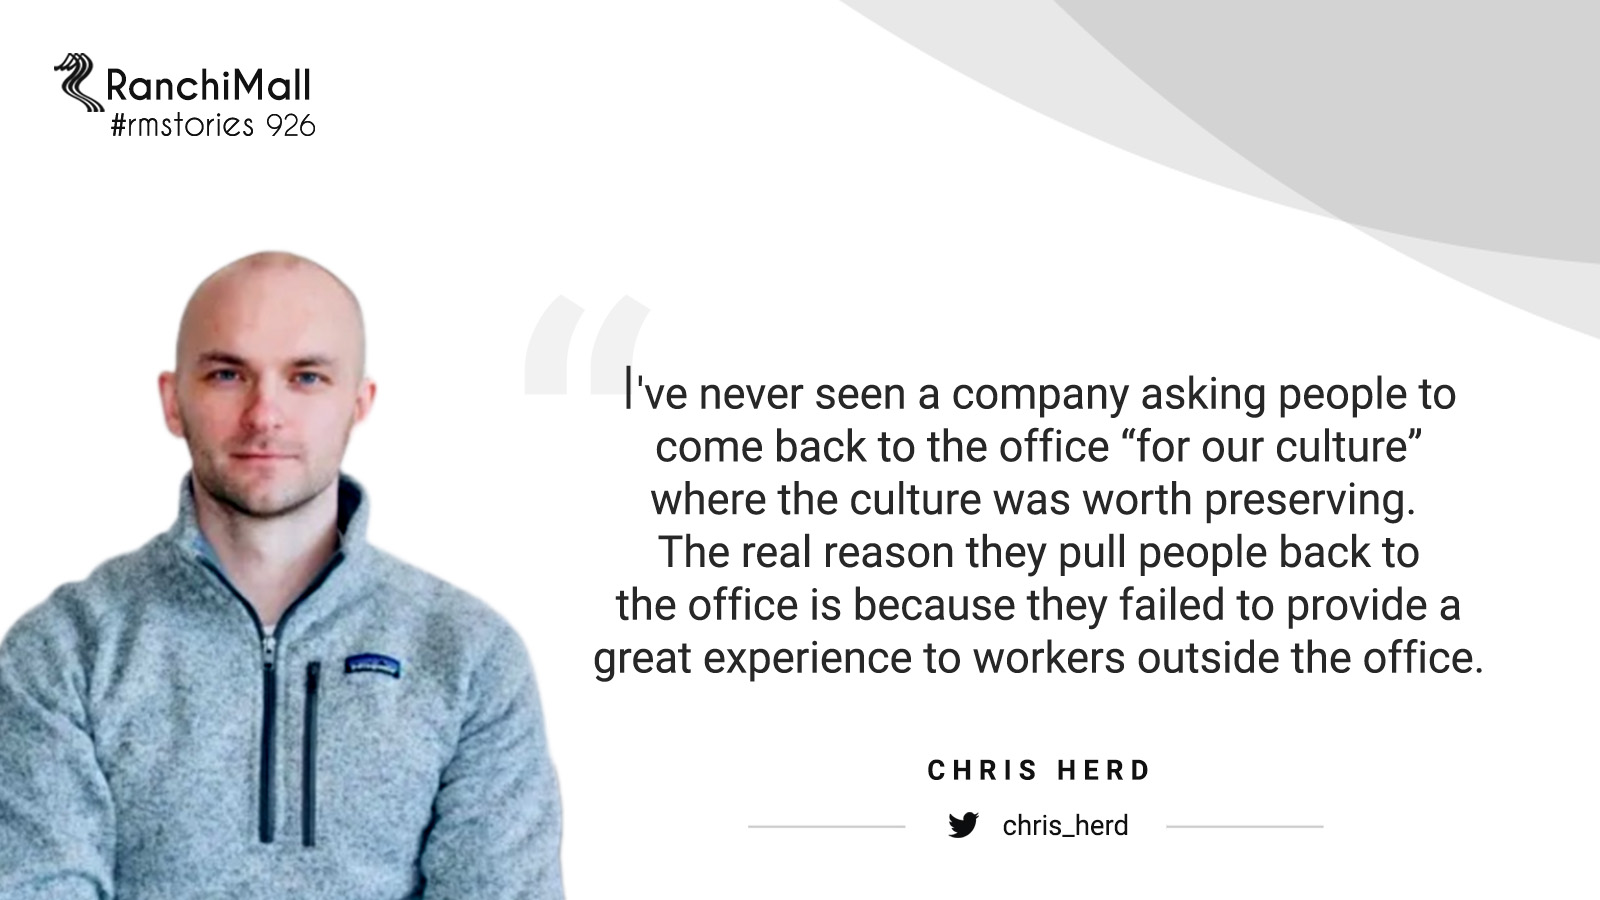 RanchiMall
#rmstories 926
I've never seen a company asking people to
come back to the office “for our culture”
where the culture was worth preserving.
The real reason they pull people back to
the office is because they failed to provide a
great experience to workers outside the office.
CHRIS HERD
chris_herd